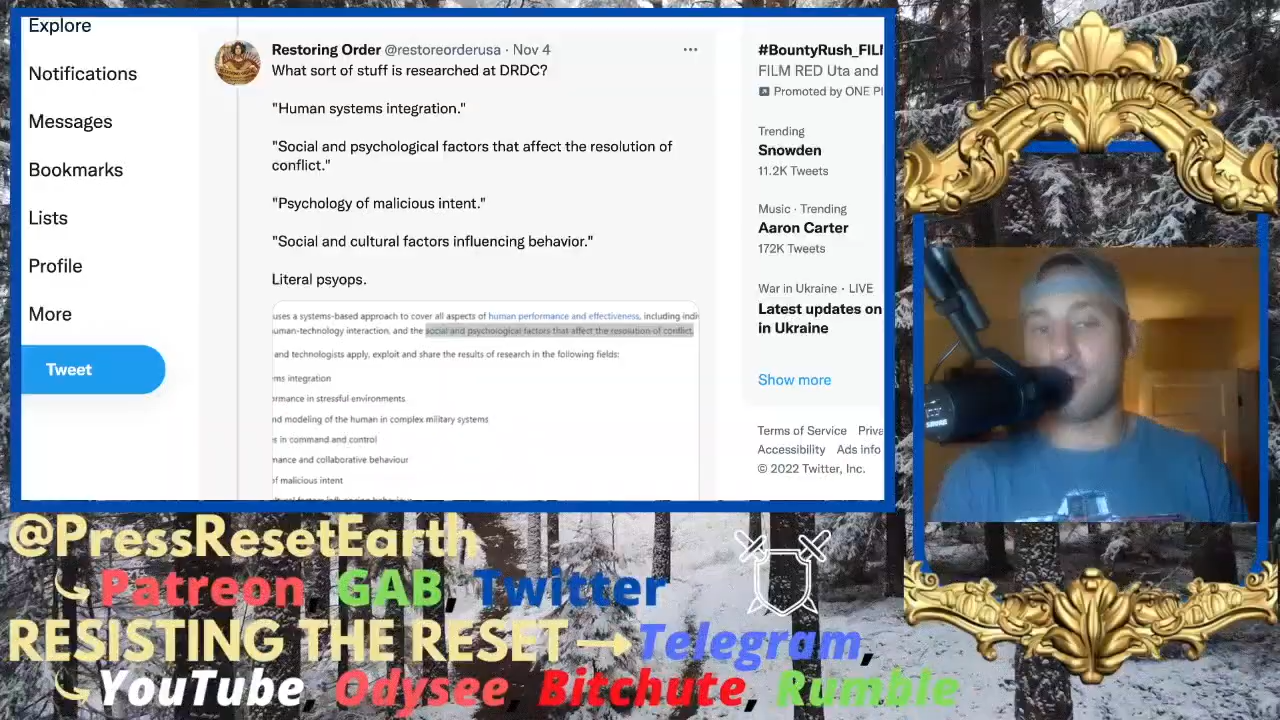 Explore
Notifications
Messages
Bookmarks
Lists
Profile
More
Tweet
Restoring Order @restoreorderusa · Nov 4
What sort of stuff is researched at DRDC?
"Human systems integration."
"Social and psychological factors that affect the resolution of
conflict."
"Psychology of malicious intent."
"Social and cultural factors influencing behavior."
Literal psyops.
uses a systems-based approach to cover all aspects of human performance and effectiveness, including
-technology interaction, and the social and psychological factors that affect the resolution of conflict.
and technologists apply, exploit and share the results of research in the following fields:
integration
in stressful environments
modeling of the human in complex military systems
in command and control
and collaborative behaviour
of malicious intent
factors influencing behaviour
#BountyRush_FIL
FILM RED Uta and
Promoted by ONE
Trending
Snowden
11.2K Tweets
Music · Trending
Aaron Carter
172K Tweets
War in Ukraine · LIVE
Latest updates on
in Ukraine
Show more
Terms of Service Priva
Accessibility Ads info
© 2022 Twitter, Inc.
SHURE
@PressResetEarth
Patreon, GAB, Twitter
RESISTING THE RESET → Telegram,
YouTube, Odysee, Bitchute, Rumble